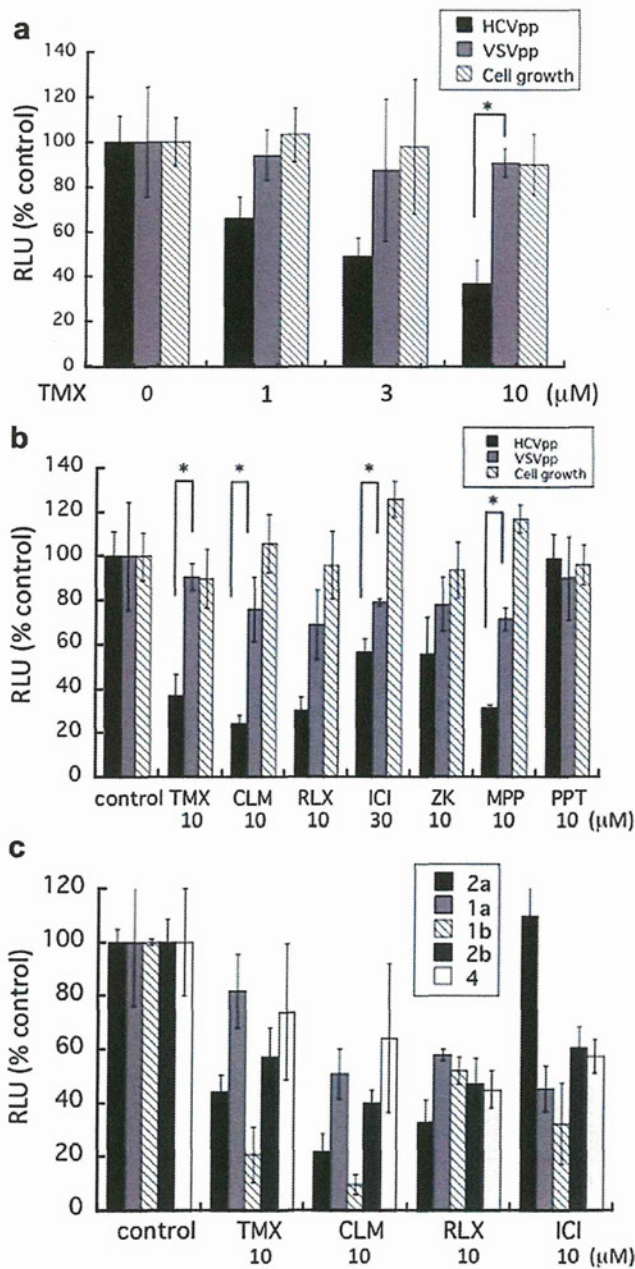 a
HCVpp
VSVpp
Cell growth
RLU (% control)
140
120
100
80
60
40
20
0
*
TMX 0 1 3 10 (μM)
b
HCVpp
VSVpp
Cell growth
RLU (% control)
140
120
100
80
60
40
20
0
* * * *
control TMX CLM RLX ICI ZK MPP PPT
10 10 10 30 10 10 10 (μM)
c
2a
1a
1b
2b
4
RLU (% control)
120
100
80
60
40
20
0
control TMX CLM RLX ICI
10 10 10 10 (μM)